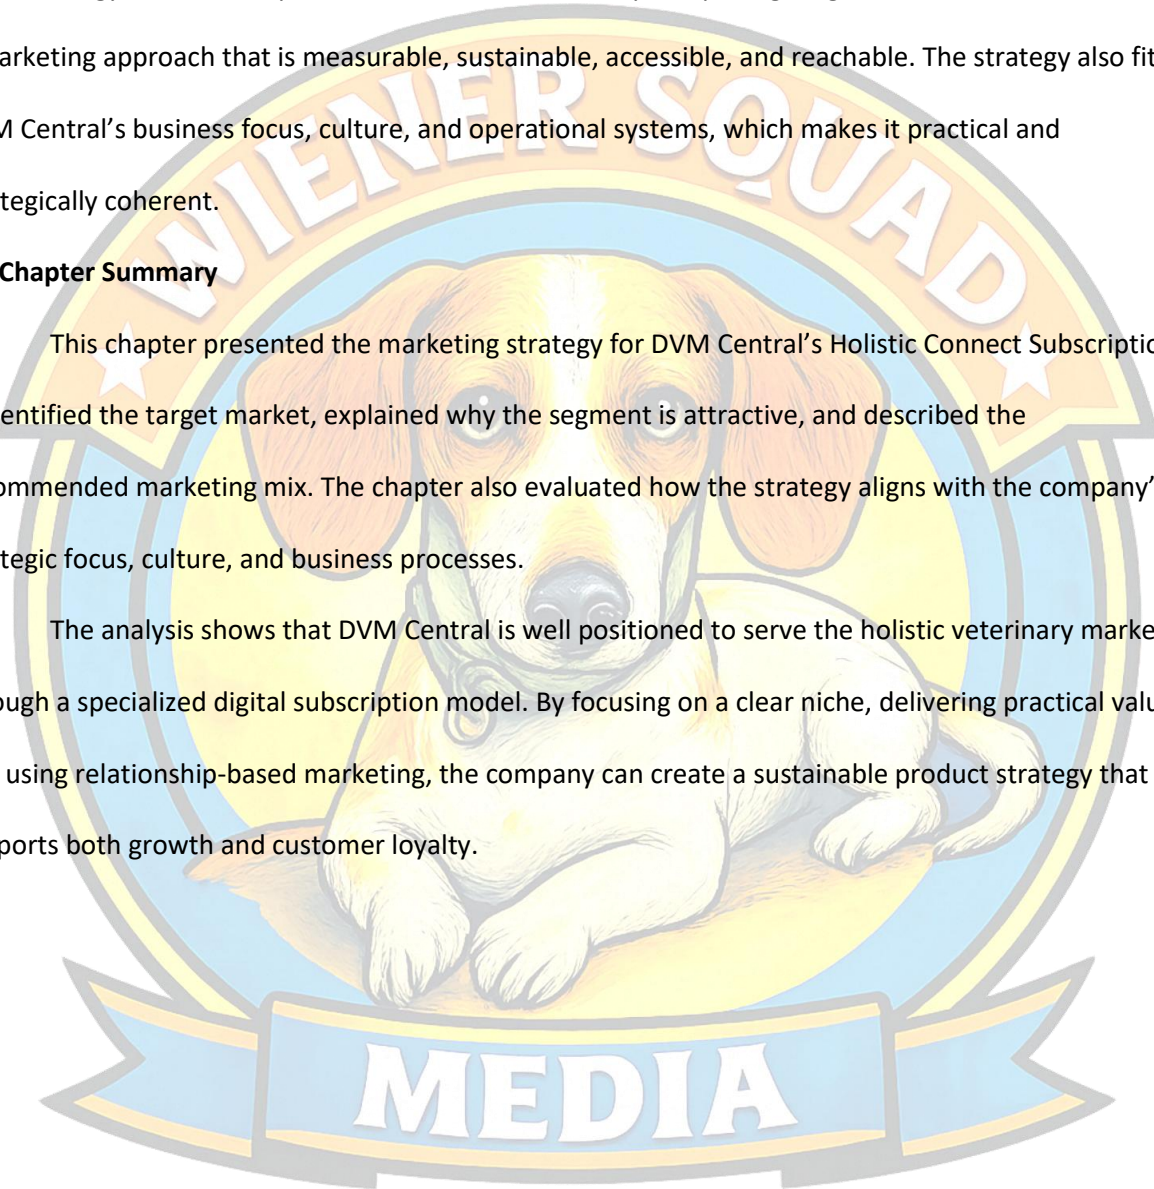 WIENER SQUAD
arketing approach that is measurable, sustainable, accessible, and reachable. The strategy also fit
M Central's business focus, culture, and operational systems, which makes it practical and
tegically coherent.
Chapter Summary
This chapter presented the marketing strategy for DVM Central's Holistic Connect Subscriptio
entified the target market, explained why the segment is attractive, and described the
ommended marketing mix. The chapter also evaluated how the strategy aligns with the company'
tegic focus, culture, and business processes.
The analysis shows that DVM Central is well positioned to serve the holistic veterinary marke
ough a specialized digital subscription model. By focusing on a clear niche, delivering practical valu
using relationship-based marketing, the company can create a sustainable product strategy that
ports both growth and customer loyalty.
MEDIA